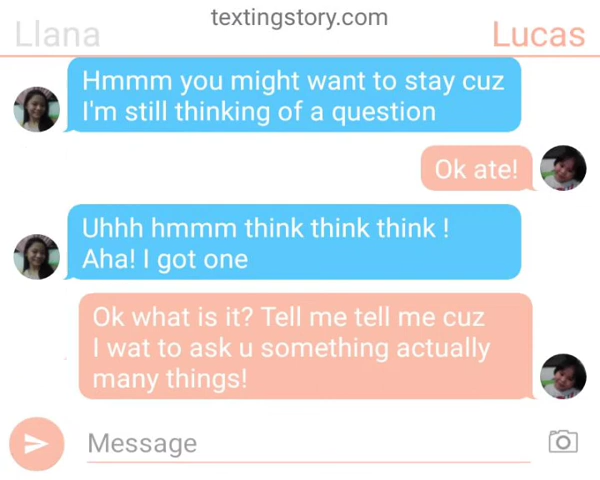 textingstory.com
Llana
Lucas
Hmmm you might want to stay cuz
I'm still thinking of a question
Ok ate!
Uhhh hmmm think think think !
Aha! I got one
Ok what is it? Tell me tell me cuz
I wat to ask u something actually
many things!
Message